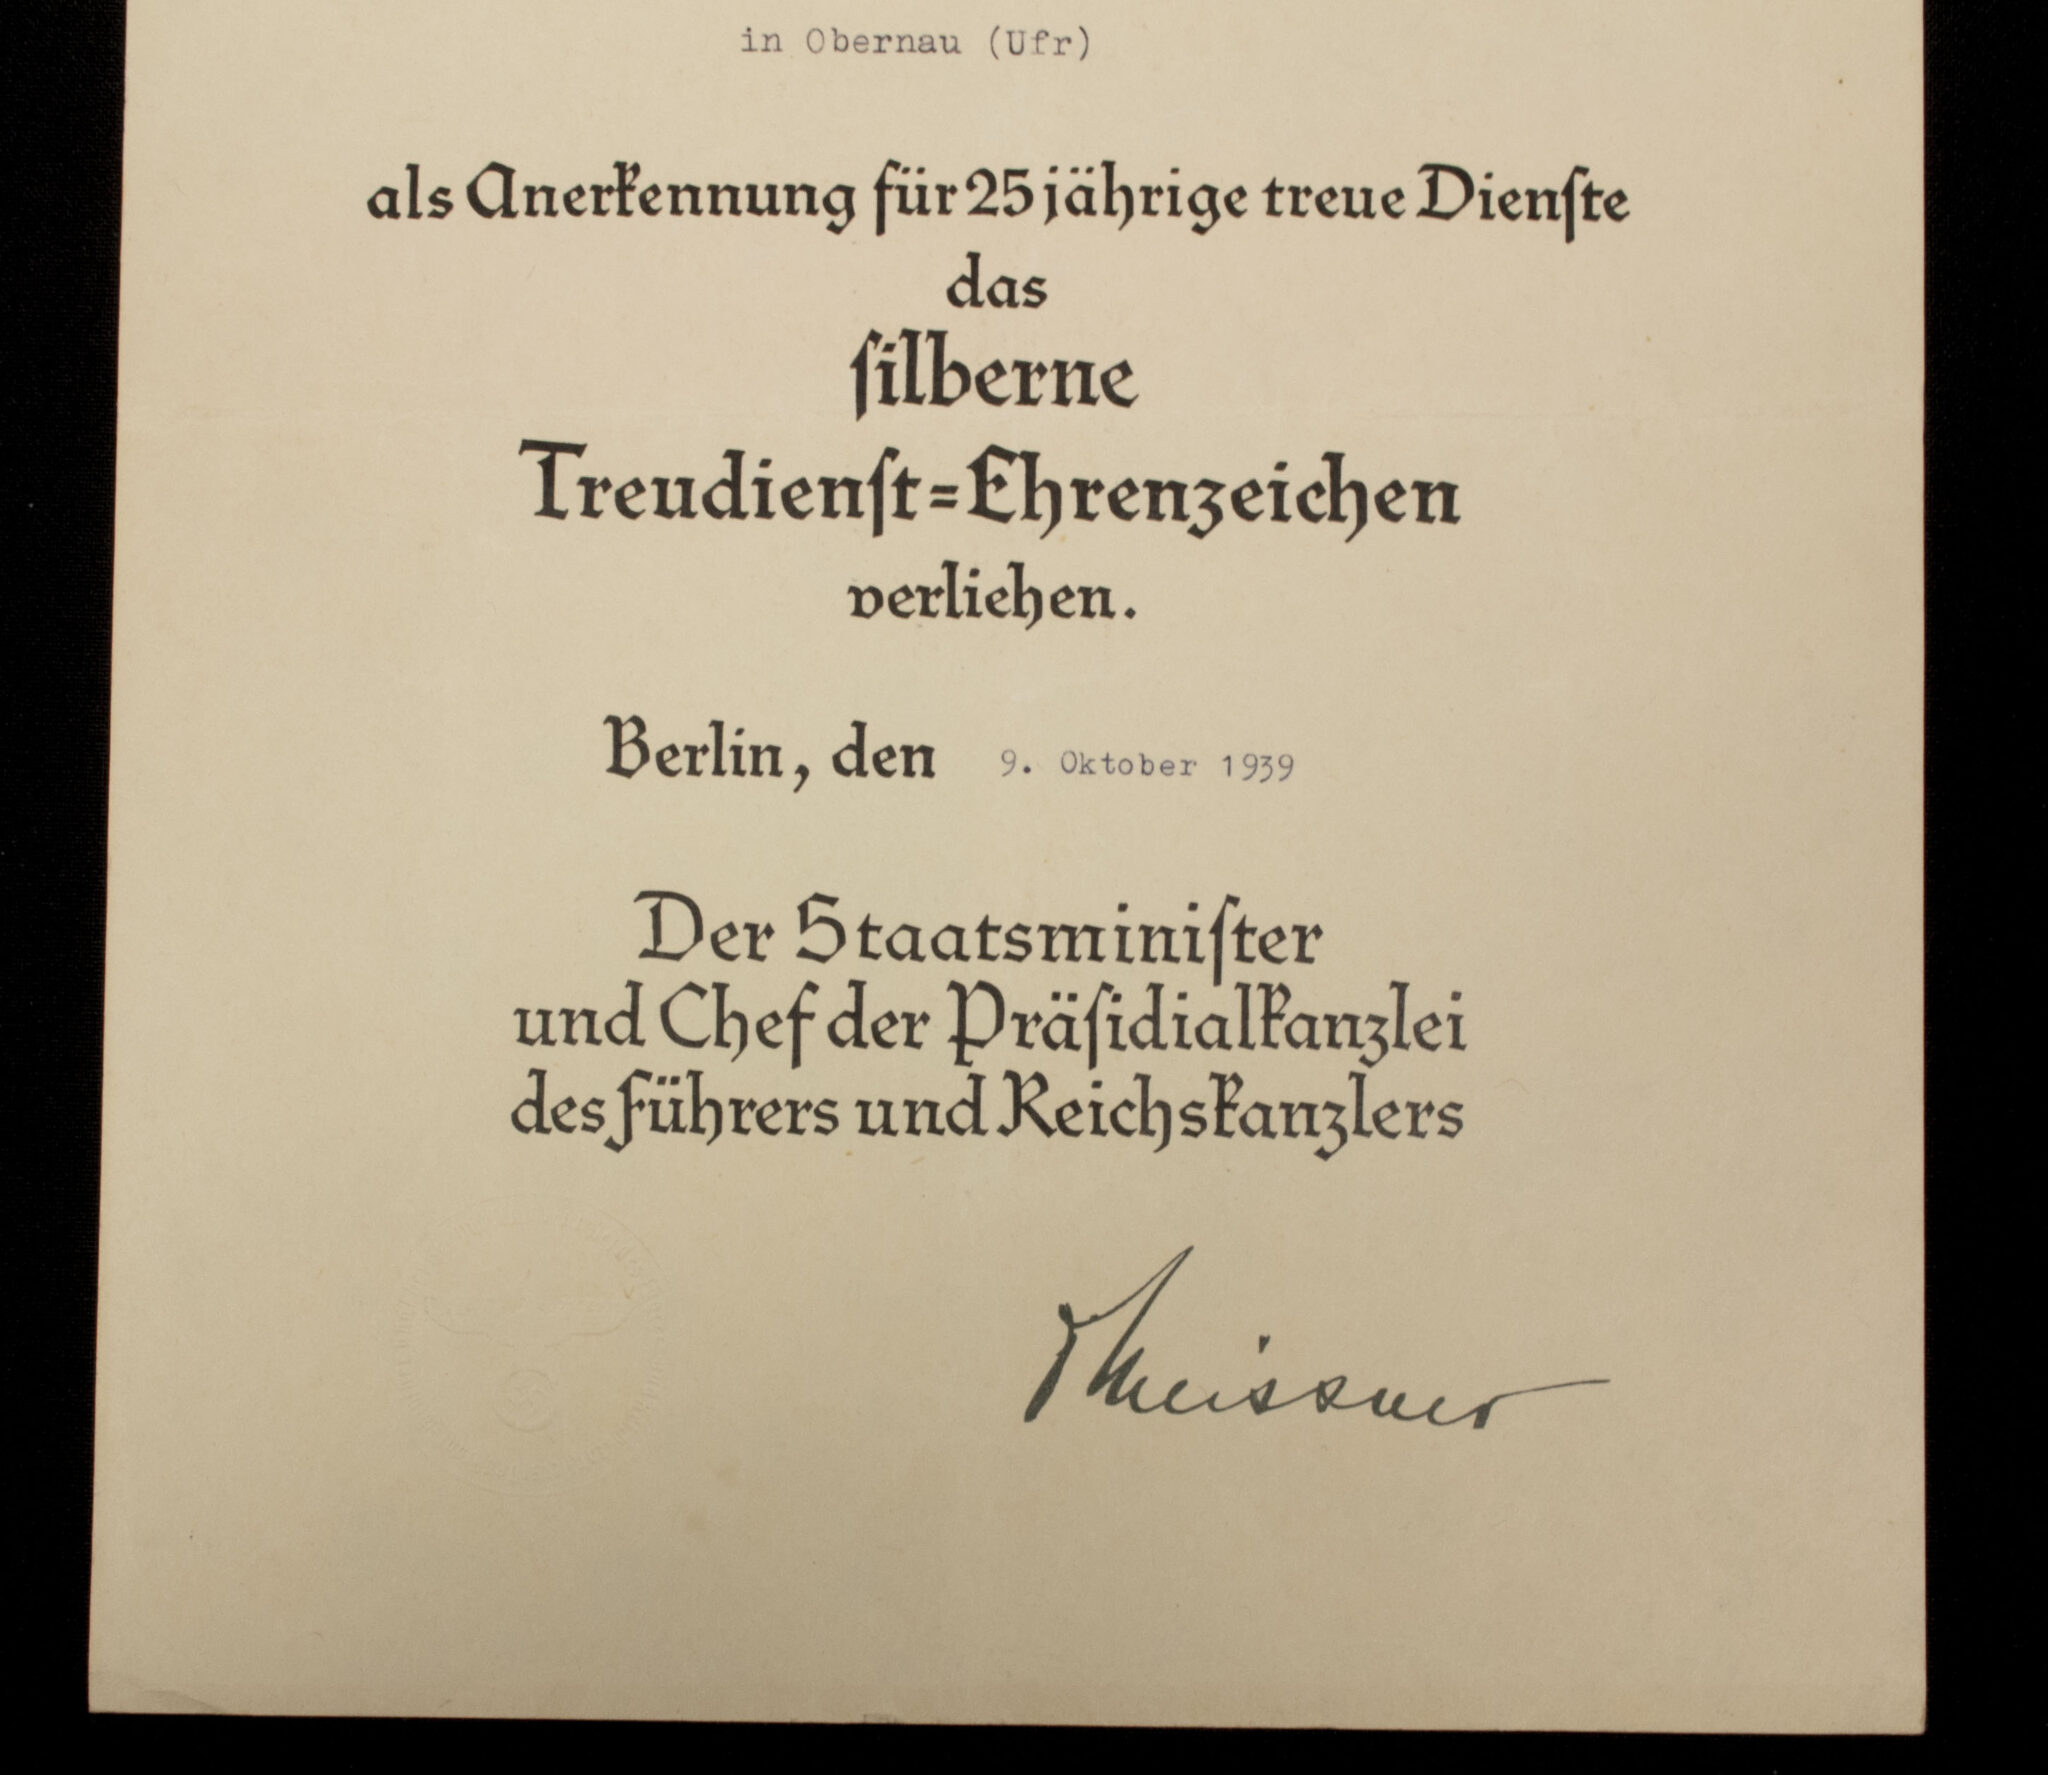 in Obernau (Ufr)
als Anerkennung für 25jährige treue Dienſte
das
ſilberne
Treudienſt=Ehrenzeichen
verliehen.
Berlin, den 9. Oktober 1939
Der Staatsminiſter
und Chef der Präſidialkanzlei
des Führers und Reichskanzlers
Meissner